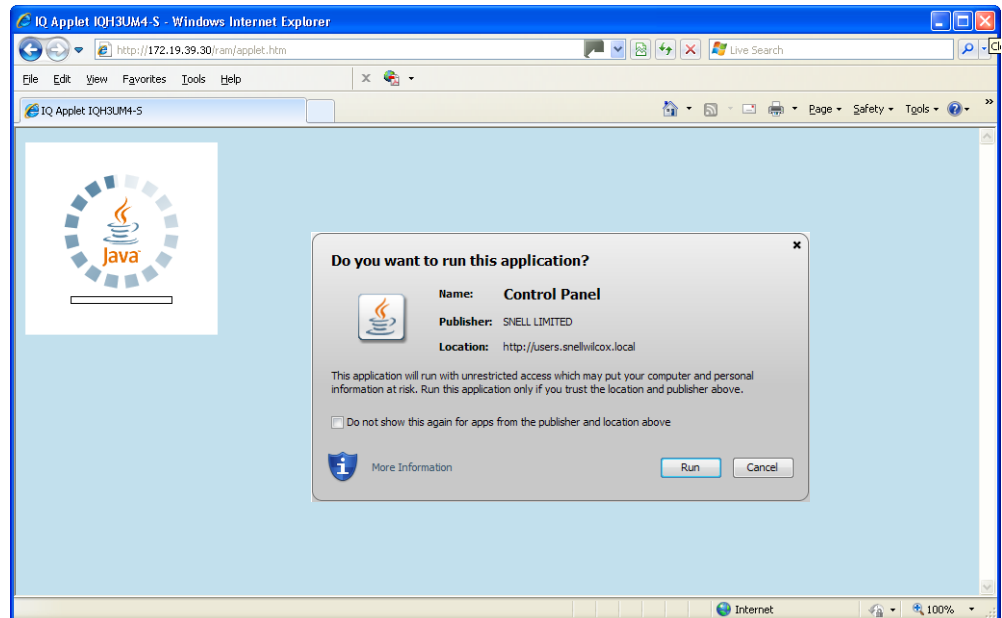 IQ Applet IQH3UM4-S - Windows Internet Explorer
http://172.19.39.30/ram/applet.htm
Live Search
File Edit View Favorites Tools Help
IQ Applet IQH3UM4-S
Page Safety Tools
Java
Do you want to run this application?
Name: Control Panel
Publisher: SNELL LIMITED
Location: http://users.snellwilcox.local
This application will run with unrestricted access which may put your computer and personal
information at risk. Run this application only if you trust the location and publisher above.
Do not show this again for apps from the publisher and location above
More Information
Run Cancel
Internet 100%